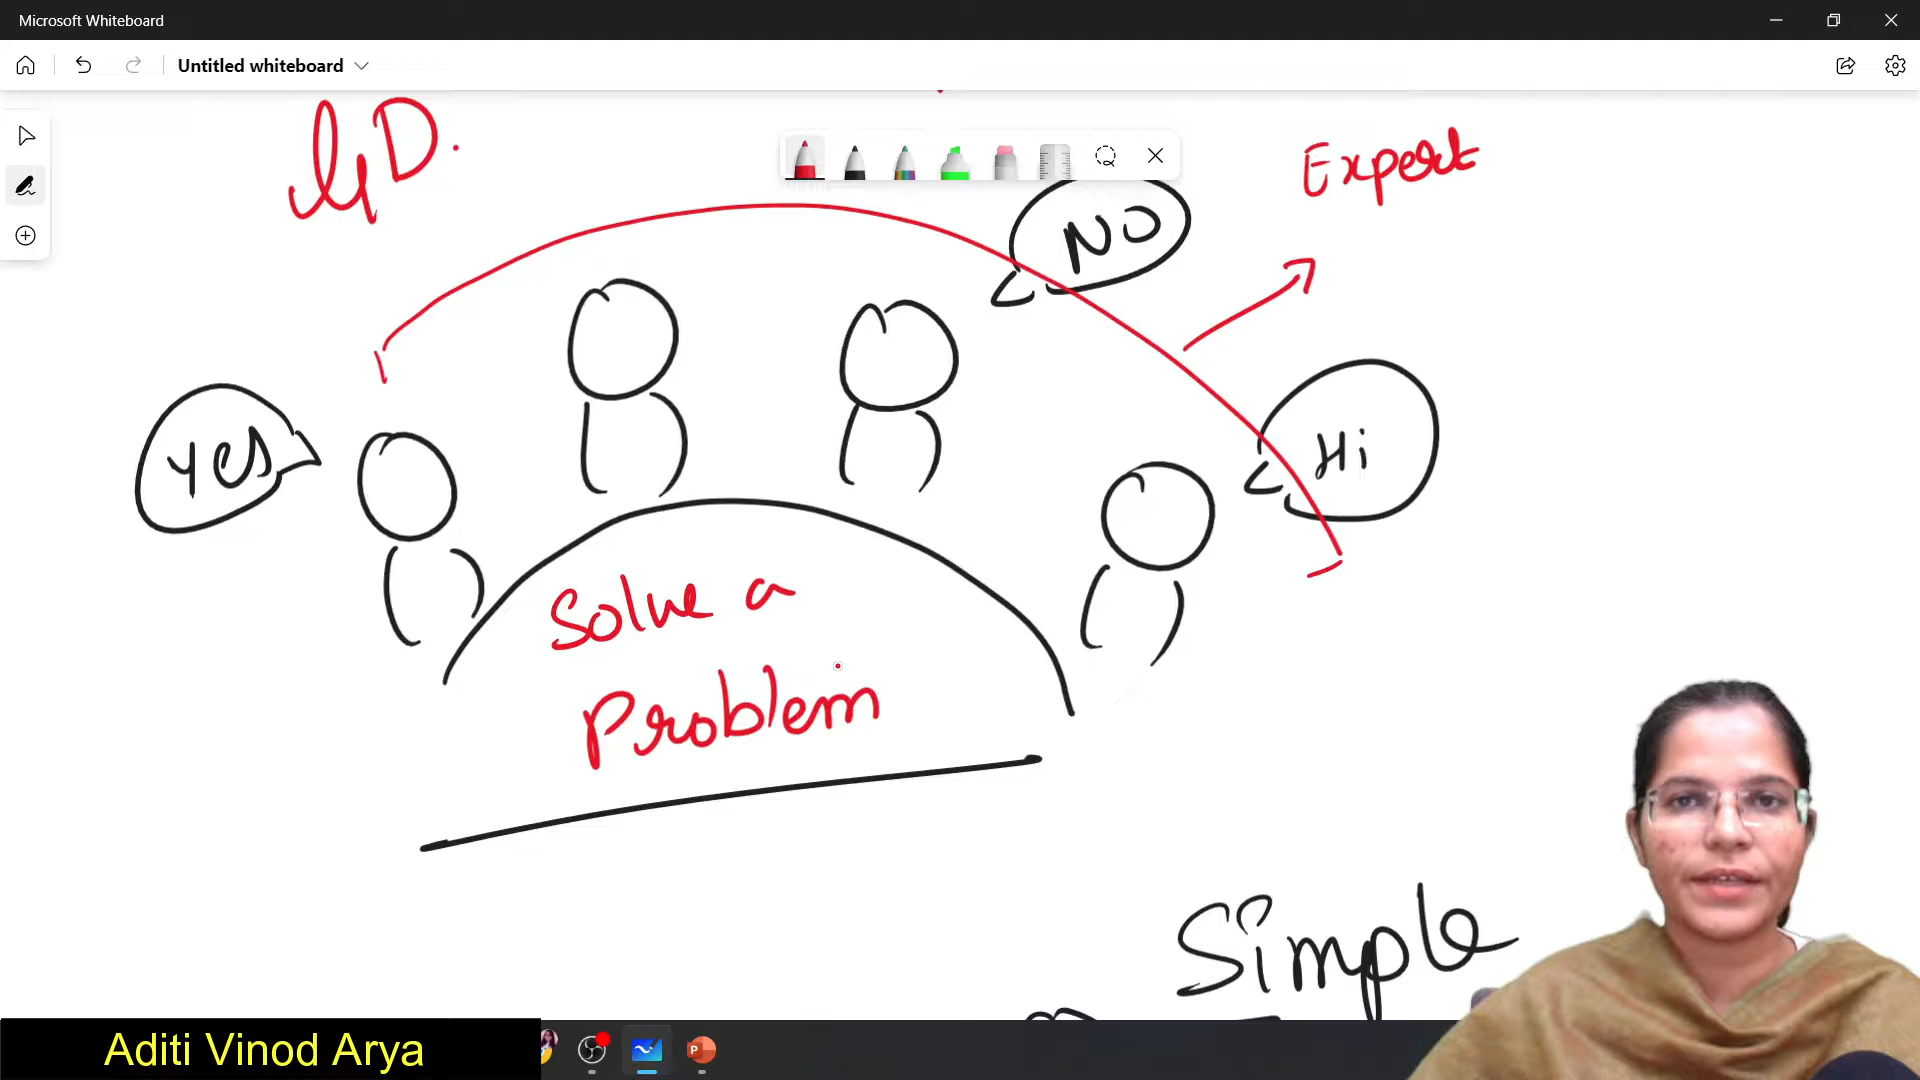 Microsoft Whiteboard
Untitled whiteboard
G.D.
Expert
NO
Yes
Hi
Solve a
Problem
Simple
Aditi Vinod Arya